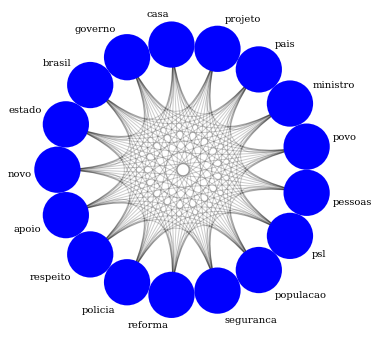 casa
projeto
governo
pais
brasil
ministro
estado
povo
novo
pessoas
apoio
psl
respeito
populacao
policia
seguranca
reforma